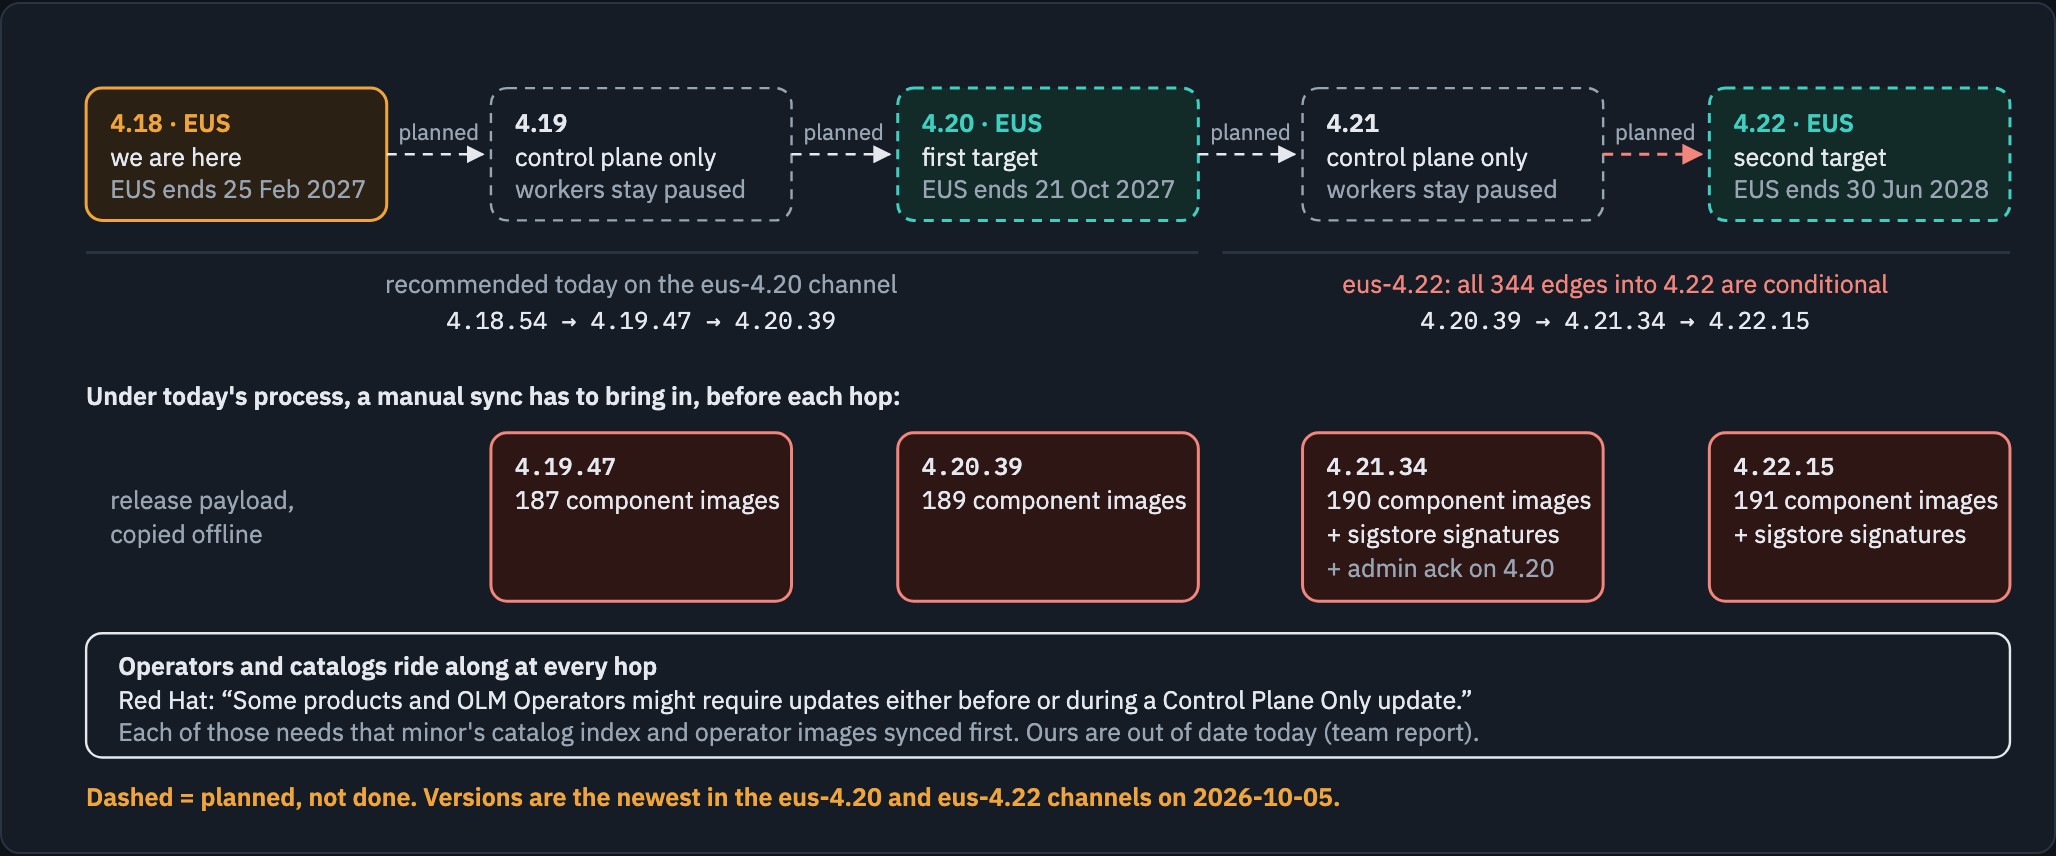 4.18 · EUS
we are here
EUS ends 25 Feb 2027
planned
4.19
control plane only
workers stay paused
planned
4.20 · EUS
first target
EUS ends 21 Oct 2027
planned
4.21
control plane only
workers stay paused
planned
4.22 · EUS
second target
EUS ends 30 Jun 2028
recommended today on the eus-4.20 channel
4.18.54 → 4.19.47 → 4.20.39
eus-4.22: all 344 edges into 4.22 are conditional
4.20.39 → 4.21.34 → 4.22.15
Under today's process, a manual sync has to bring in, before each hop:
release payload,
copied offline
4.19.47
187 component images
4.20.39
189 component images
4.21.34
190 component images
+ sigstore signatures
+ admin ack on 4.20
4.22.15
191 component images
+ sigstore signatures
Operators and catalogs ride along at every hop
Red Hat: “Some products and OLM Operators might require updates either before or during a Control Plane Only update.”
Each of those needs that minor's catalog index and operator images synced first. Ours are out of date today (team report).
Dashed = planned, not done. Versions are the newest in the eus-4.20 and eus-4.22 channels on 2026-10-05.